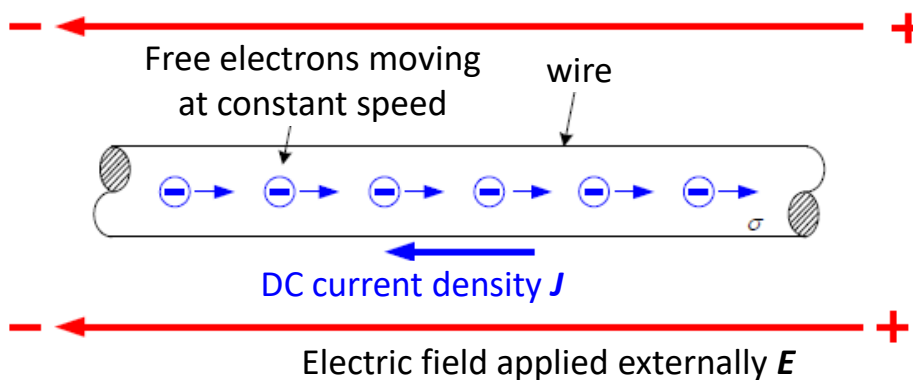 − +
Free electrons moving
at constant speed
wire
− − − − − −
σ
DC current density J
− +
Electric field applied externally E